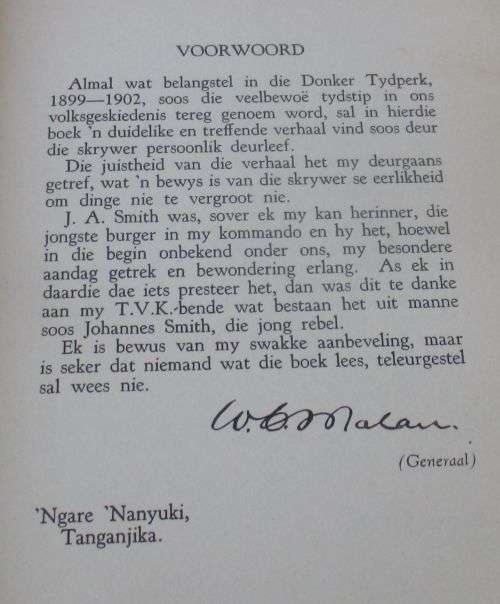 VOORWOORD
Almal wat belangstel in die Donker Tydperk,
1899—1902, soos die veelbewoë tydstip in ons
volksgeskiedenis tereg genoem word, sal in hierdie
boek 'n duidelike en treffende verhaal vind soos deur
die skrywer persoonlik deurleef.
Die juistheid van die verhaal het my deurgaans
getref, wat 'n bewys is van die skrywer se eerlikheid
om dinge nie te vergroot nie.
J. A. Smith was, sover ek my kan herinner, die
jongste burger in my kommando en hy het, hoewel
in die begin onbekend onder ons, my besondere
aandag getrek en bewondering erlang. As ek in
daardie dae iets presteer het, dan was dit te danke
aan my T.V.K.-bende wat bestaan het uit manne
soos Johannes Smith, die jong rebel.
Ek is bewus van my swakke aanbeveling, maar
is seker dat niemand wat die boek lees, teleurgestel
sal wees nie.
W. C. Malan.
(Generaal)
'Ngare 'Nanyuki,
Tanganjika.